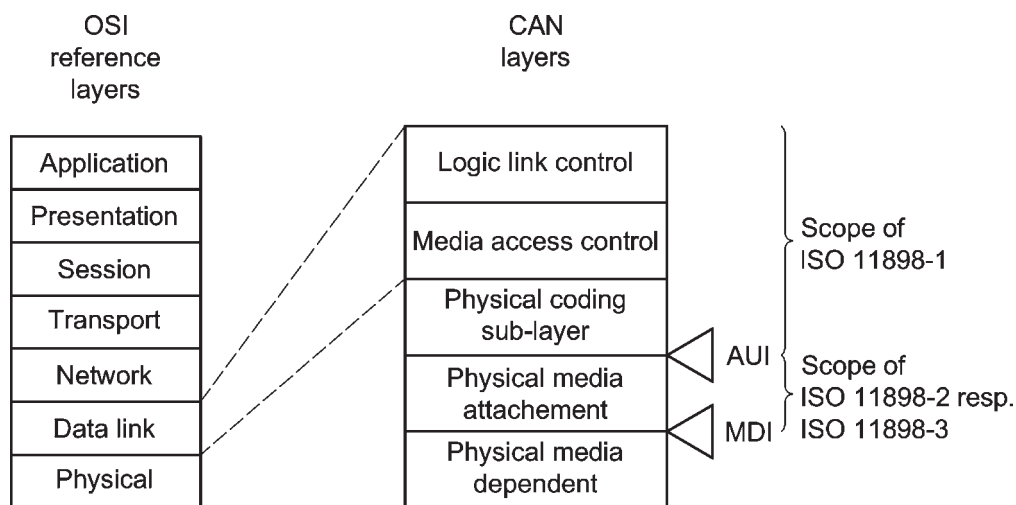 OSI
reference
layers
Application
Presentation
Session
Transport
Network
Data link
Physical
CAN
layers
Logic link control
Media access control
Physical coding
sub-layer
Physical media
attachement
Physical media
dependent
AUI
MDI
Scope of
ISO 11898-1
Scope of
ISO 11898-2 resp.
ISO 11898-3